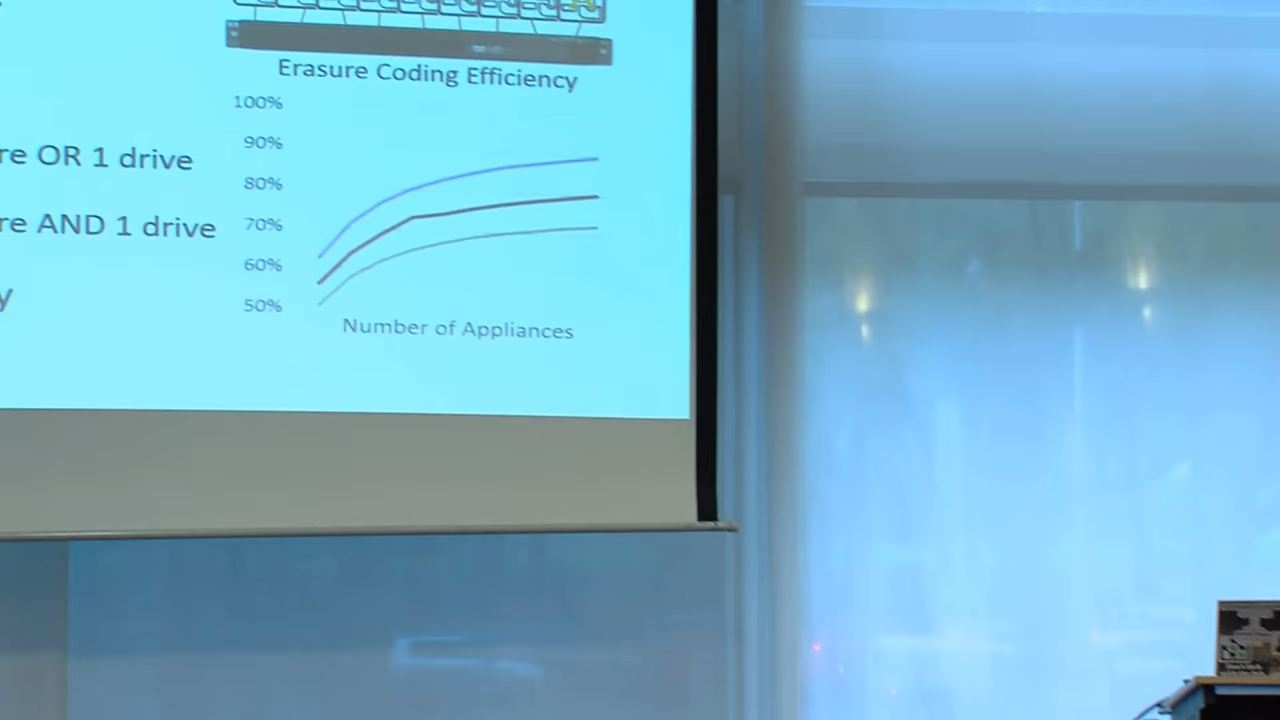 Erasure Coding Efficiency
100%
90%
re OR 1 drive
80%
re AND 1 drive
70%
60%
y
50%
Number of Appliances